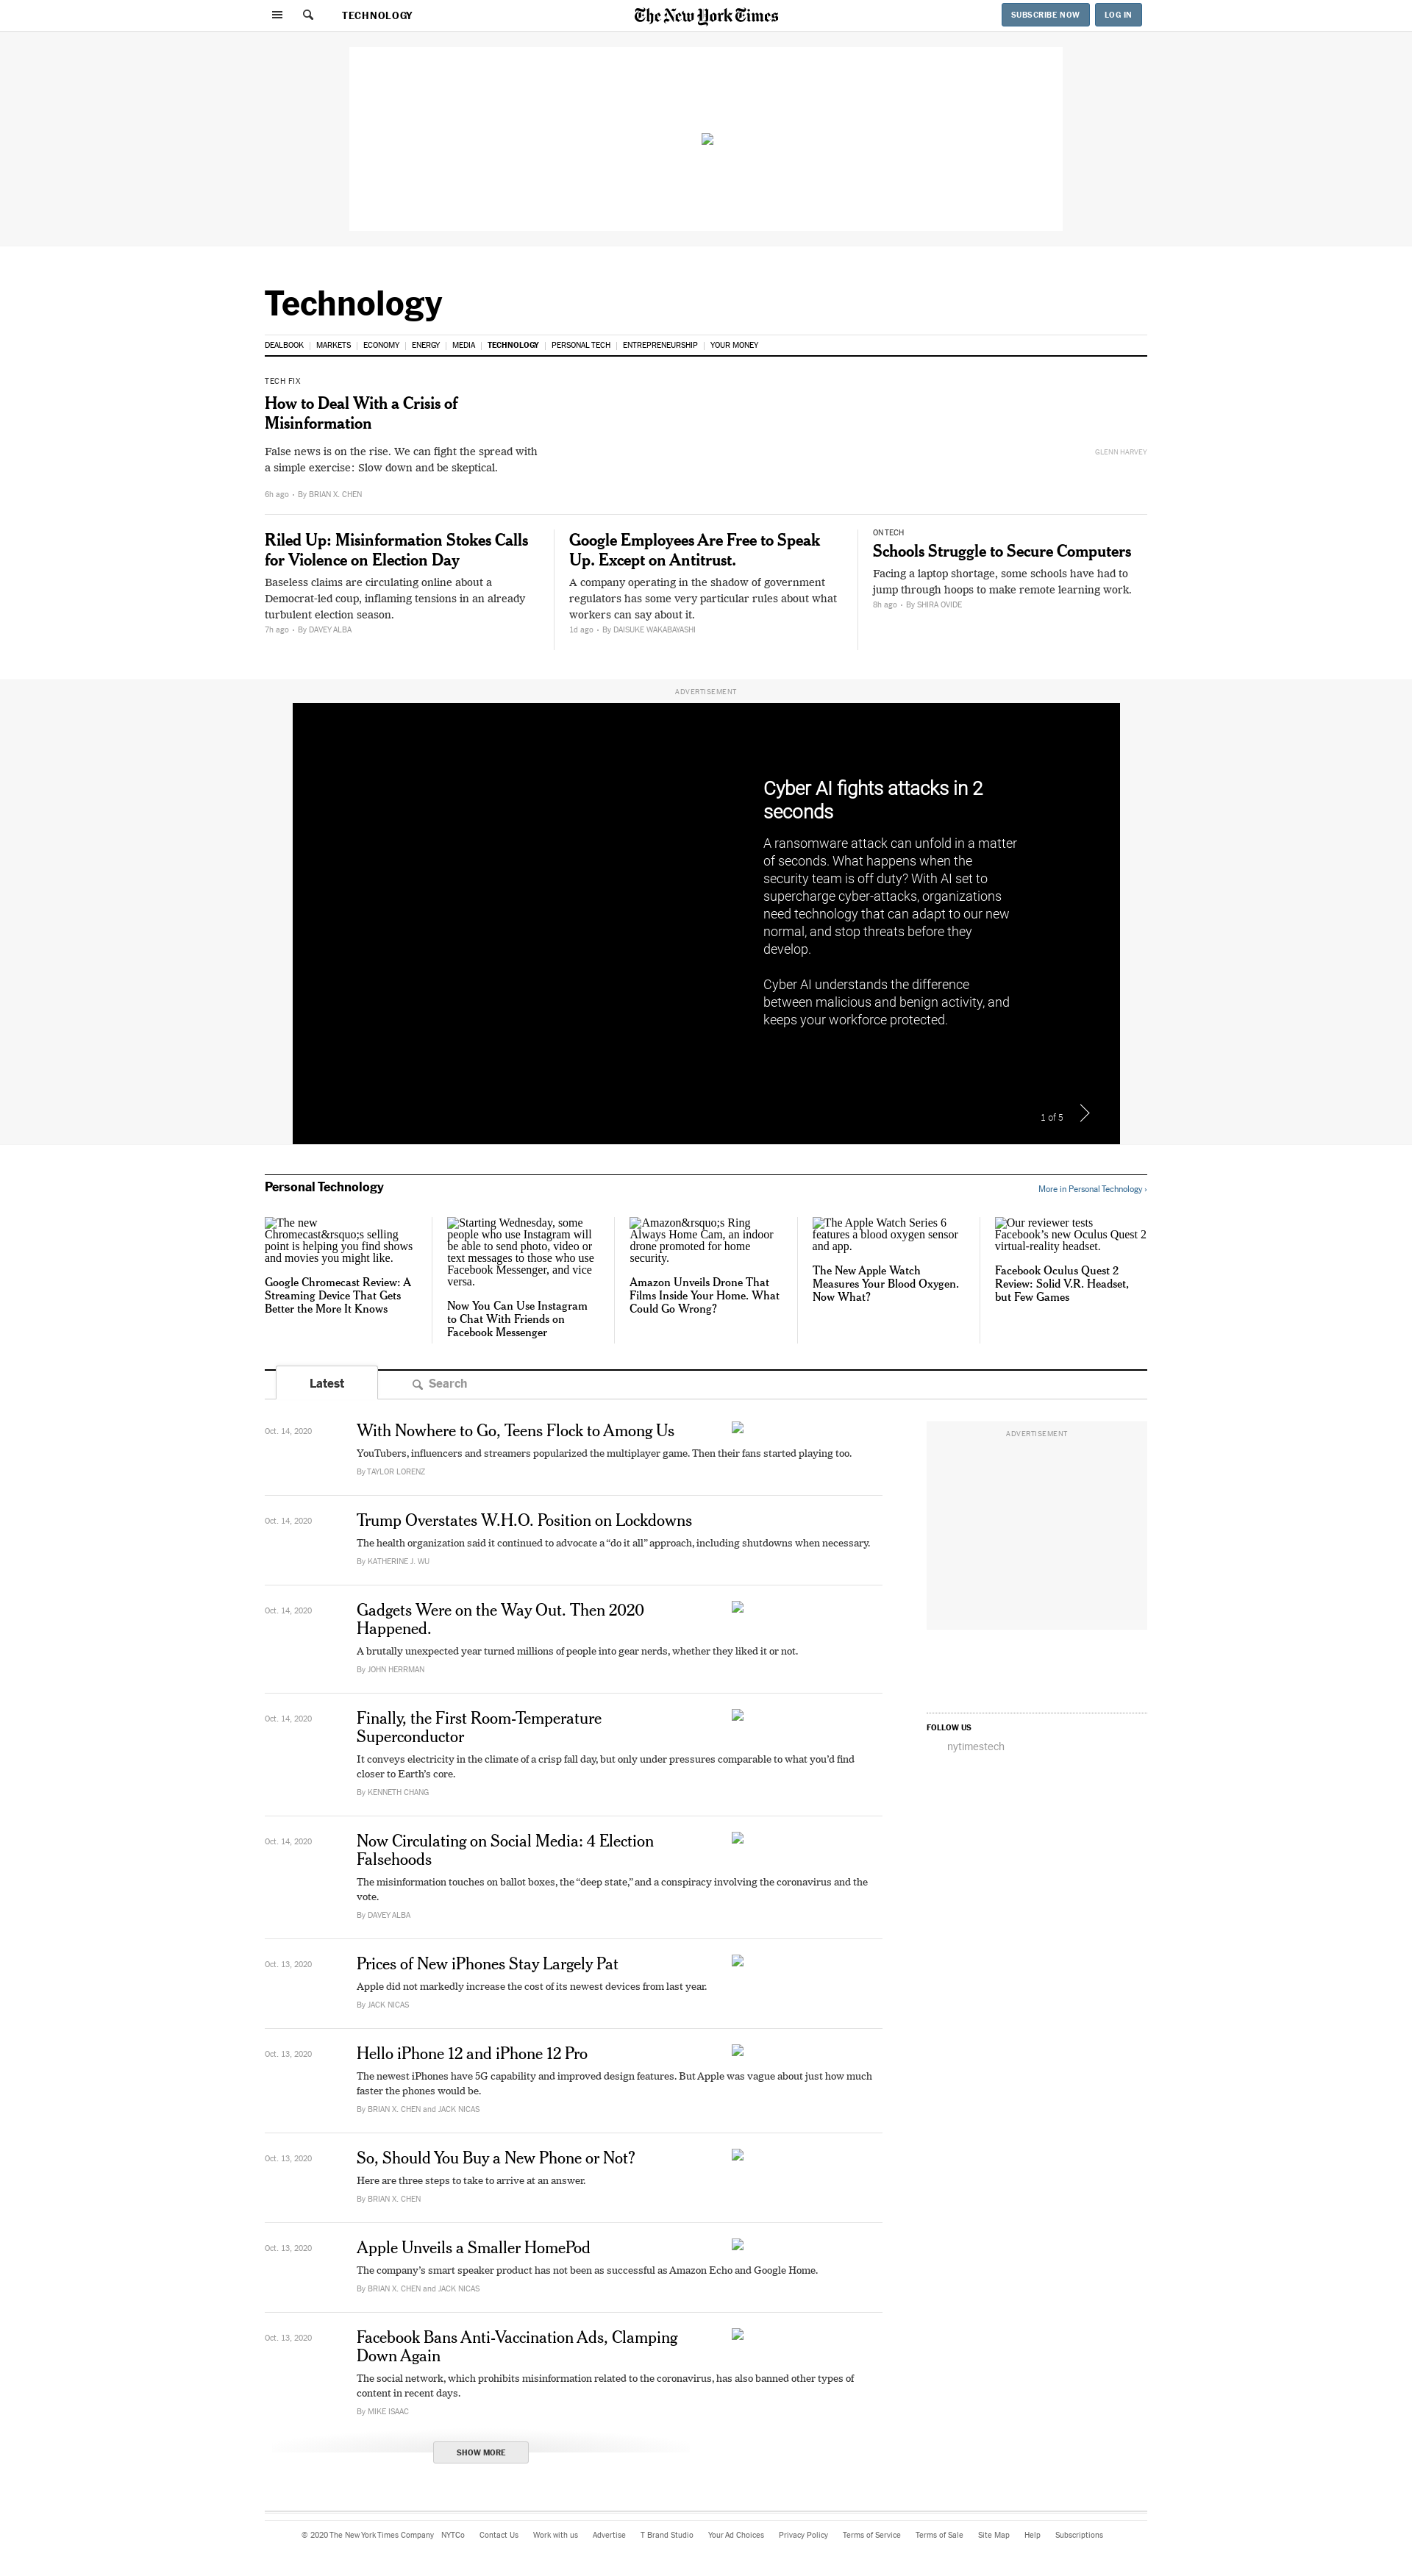 TECHNOLOGY
The New York Times
SUBSCRIBE NOW
LOG IN
Technology
DEALBOOK | MARKETS | ECONOMY | ENERGY | MEDIA | TECHNOLOGY | PERSONAL TECH | ENTREPRENEURSHIP | YOUR MONEY
TECH FIX
How to Deal With a Crisis of
Misinformation
False news is on the rise. We can fight the spread with
a simple exercise: Slow down and be skeptical.
GLENN HARVEY
6h ago • By BRIAN X. CHEN
Riled Up: Misinformation Stokes Calls
for Violence on Election Day
Baseless claims are circulating online about a
Democrat-led coup, inflaming tensions in an already
turbulent election season.
7h ago • By DAVEY ALBA
Google Employees Are Free to Speak
Up. Except on Antitrust.
A company operating in the shadow of government
regulators has some very particular rules about what
workers can say about it.
1d ago • By DAISUKE WAKABAYASHI
ON TECH
Schools Struggle to Secure Computers
Facing a laptop shortage, some schools have had to
jump through hoops to make remote learning work.
8h ago • By SHIRA OVIDE
ADVERTISEMENT
Cyber AI fights attacks in 2
seconds
A ransomware attack can unfold in a matter
of seconds. What happens when the
security team is off duty? With AI set to
supercharge cyber-attacks, organizations
need technology that can adapt to our new
normal, and stop threats before they
develop.
Cyber AI understands the difference
between malicious and benign activity, and
keeps your workforce protected.
1 of 5
Personal Technology
More in Personal Technology ›
The new
Chromecast&rsquo;s selling
point is helping you find shows
and movies you might like.
Google Chromecast Review: A
Streaming Device That Gets
Better the More It Knows
Starting Wednesday, some
people who use Instagram will
be able to send photo, video or
text messages to those who use
Facebook Messenger, and vice
versa.
Now You Can Use Instagram
to Chat With Friends on
Facebook Messenger
Amazon&rsquo;s Ring
Always Home Cam, an indoor
drone promoted for home
security.
Amazon Unveils Drone That
Films Inside Your Home. What
Could Go Wrong?
The Apple Watch Series 6
features a blood oxygen sensor
and app.
The New Apple Watch
Measures Your Blood Oxygen.
Now What?
Our reviewer tests
Facebook’s new Oculus Quest 2
virtual-reality headset.
Facebook Oculus Quest 2
Review: Solid V.R. Headset,
but Few Games
Latest
Search
Oct. 14, 2020
With Nowhere to Go, Teens Flock to Among Us
YouTubers, influencers and streamers popularized the multiplayer game. Then their fans started playing too.
By TAYLOR LORENZ
ADVERTISEMENT
Oct. 14, 2020
Trump Overstates W.H.O. Position on Lockdowns
The health organization said it continued to advocate a “do it all” approach, including shutdowns when necessary.
By KATHERINE J. WU
Oct. 14, 2020
Gadgets Were on the Way Out. Then 2020
Happened.
A brutally unexpected year turned millions of people into gear nerds, whether they liked it or not.
By JOHN HERRMAN
Oct. 14, 2020
Finally, the First Room-Temperature
Superconductor
It conveys electricity in the climate of a crisp fall day, but only under pressures comparable to what you’d find
closer to Earth’s core.
By KENNETH CHANG
FOLLOW US
nytimestech
Oct. 14, 2020
Now Circulating on Social Media: 4 Election
Falsehoods
The misinformation touches on ballot boxes, the “deep state,” and a conspiracy involving the coronavirus and the
vote.
By DAVEY ALBA
Oct. 13, 2020
Prices of New iPhones Stay Largely Pat
Apple did not markedly increase the cost of its newest devices from last year.
By JACK NICAS
Oct. 13, 2020
Hello iPhone 12 and iPhone 12 Pro
The newest iPhones have 5G capability and improved design features. But Apple was vague about just how much
faster the phones would be.
By BRIAN X. CHEN and JACK NICAS
Oct. 13, 2020
So, Should You Buy a New Phone or Not?
Here are three steps to take to arrive at an answer.
By BRIAN X. CHEN
Oct. 13, 2020
Apple Unveils a Smaller HomePod
The company’s smart speaker product has not been as successful as Amazon Echo and Google Home.
By BRIAN X. CHEN and JACK NICAS
Oct. 13, 2020
Facebook Bans Anti-Vaccination Ads, Clamping
Down Again
The social network, which prohibits misinformation related to the coronavirus, has also banned other types of
content in recent days.
By MIKE ISAAC
SHOW MORE
© 2020 The New York Times Company NYTCo Contact Us Work with us Advertise T Brand Studio Your Ad Choices Privacy Policy Terms of Service Terms of Sale Site Map Help Subscriptions